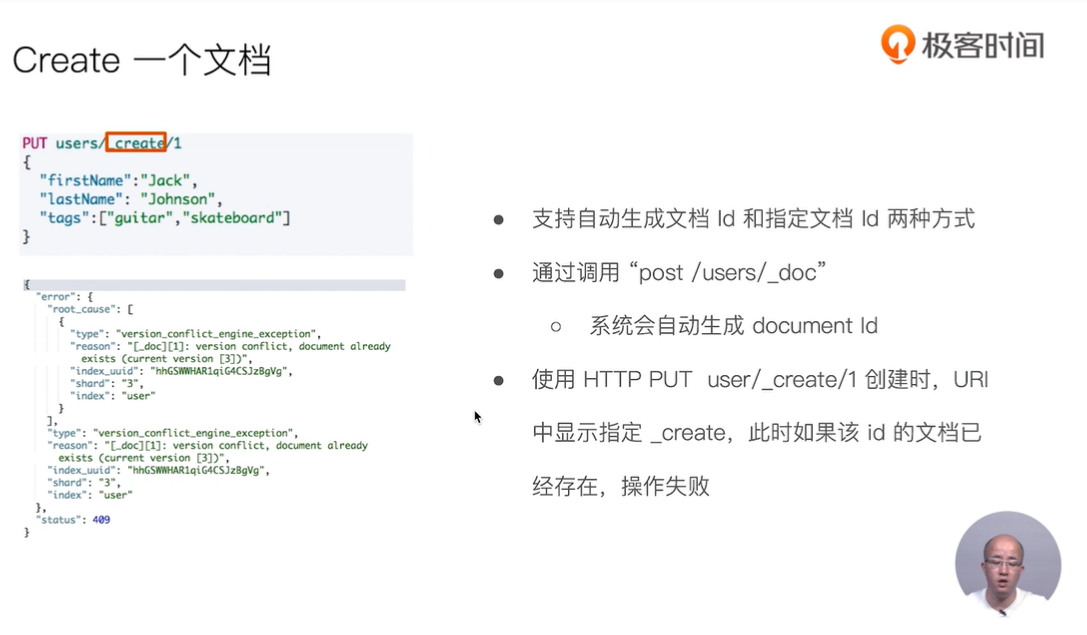 Create 一个文档
极客时间
PUT users/_create/1
{
"firstName":"Jack",
"lastName": "Johnson",
"tags":["guitar","skateboard"]
}
{
"error": {
"root_cause": [
{
"type": "version_conflict_engine_exception",
"reason": "[_doc][1]: version conflict, document already
exists (current version [3])",
"index_uuid": "hhGSWWHAR1qiG4CSJzBgVg",
"shard": "3",
"index": "user"
}
],
"type": "version_conflict_engine_exception",
"reason": "[_doc][1]: version conflict, document already
exists (current version [3])",
"index_uuid": "hhGSWWHAR1qiG4CSJzBgVg",
"shard": "3",
"index": "user"
},
"status": 409
}
● 支持自动生成文档 Id 和指定文档 Id 两种方式
● 通过调用 “post /users/_doc”
○ 系统会自动生成 document Id
● 使用 HTTP PUT user/_create/1 创建时，URI
中显示指定 _create，此时如果该 id 的文档已
经存在，操作失败